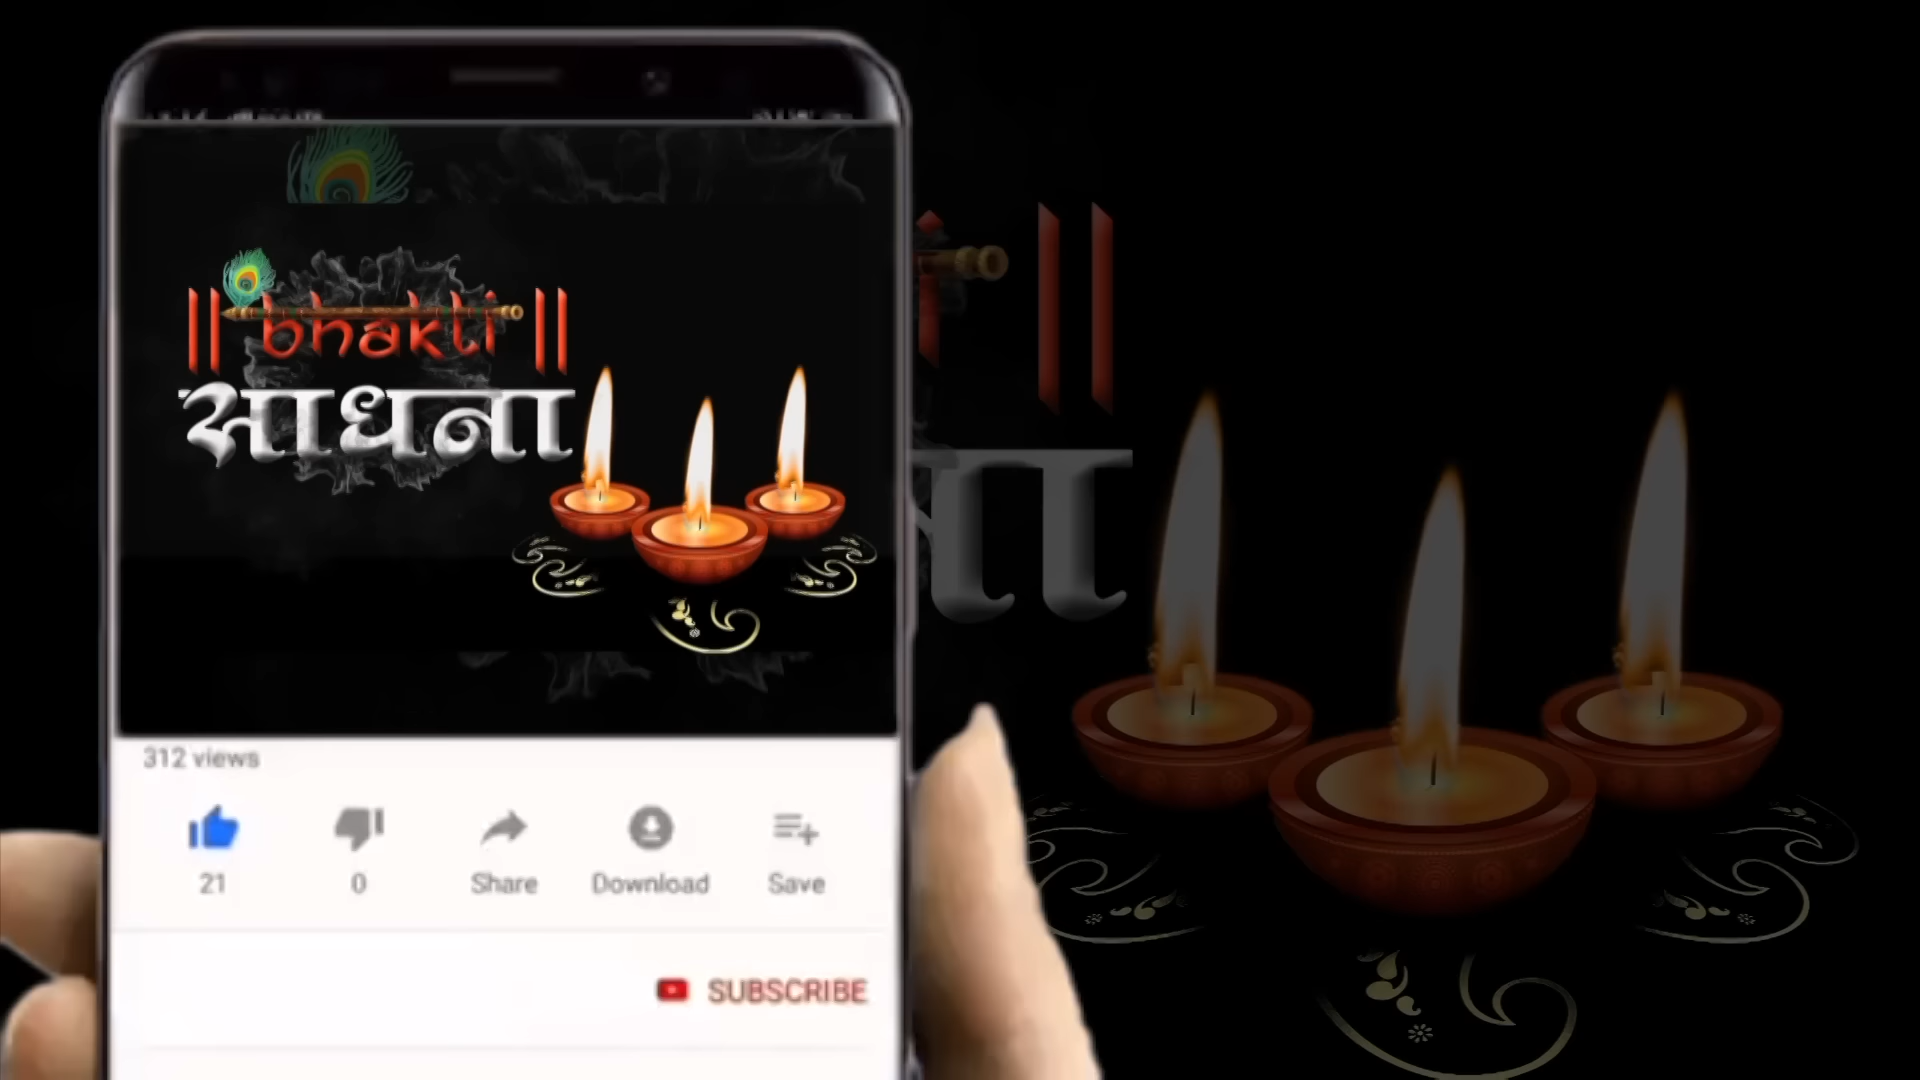 || bhakti ||
साधना
312 views
21
0
Share
Download
Save
SUBSCRIBE